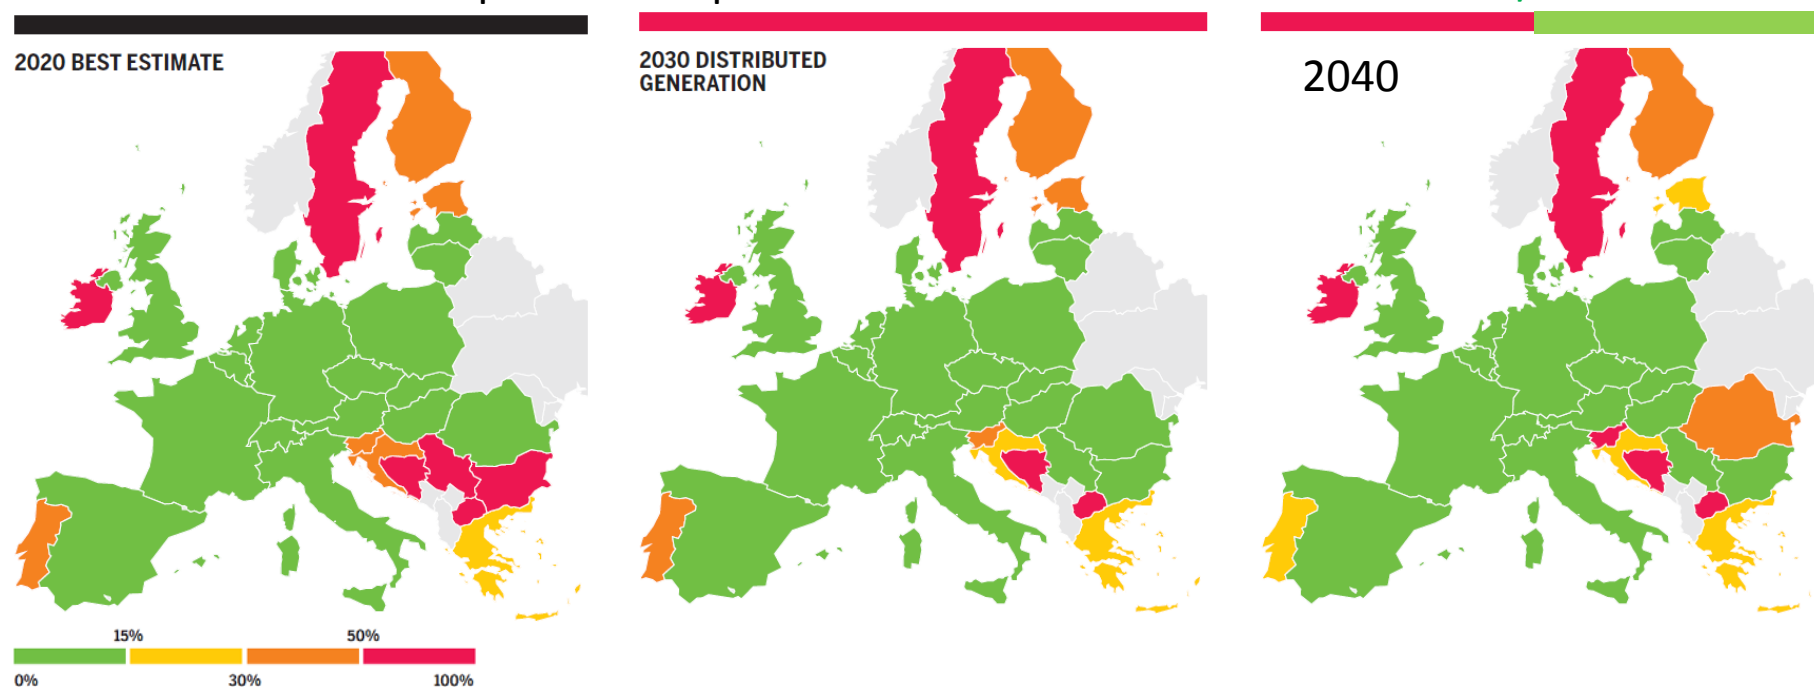 2020 BEST ESTIMATE
2030 DISTRIBUTED
GENERATION
2040
15%
50%
0%
30%
100%